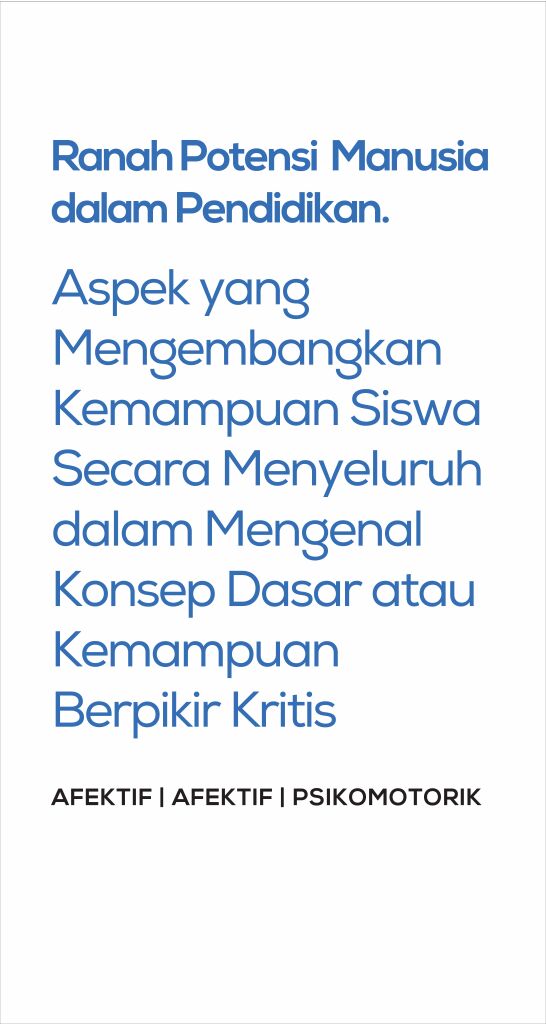 Ranah Potensi Manusia
dalam Pendidikan.
Aspek yang
Mengembangkan
Kemampuan Siswa
Secara Menyeluruh
dalam Mengenal
Konsep Dasar atau
Kemampuan
Berpikir Kritis
AFEKTIF | AFEKTIF | PSIKOMOTORIK